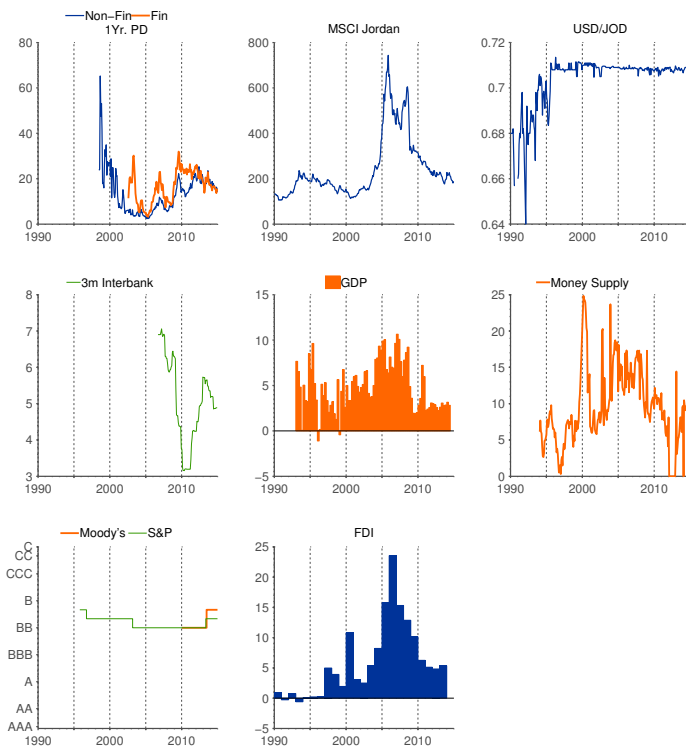 Non−Fin Fin
1Yr. PD
80
60
40
20
0
1990 2000 2010
MSCI Jordan
800
600
400
200
0
1990 2000 2010
USD/JOD
0.72
0.7
0.68
0.66
0.64
1990 2000 2010
3m Interbank
8
7
6
5
4
3
1990 2000 2010
GDP
15
10
5
0
−5
1990 2000 2010
Money Supply
25
20
15
10
5
0
1990 2000 2010
Moody's S&P
C
CC
CCC
B
BB
BBB
A
AA
AAA
1990 2000 2010
FDI
25
20
15
10
5
0
−5
1990 2000 2010